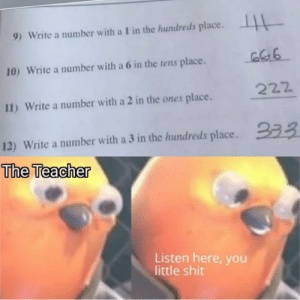 9) Write a number with a 1 in the hundreds place. 111
10) Write a number with a 6 in the tens place. 666
11) Write a number with a 2 in the ones place. 222
12) Write a number with a 3 in the hundreds place. 333
The Teacher
Listen here, you
little shit